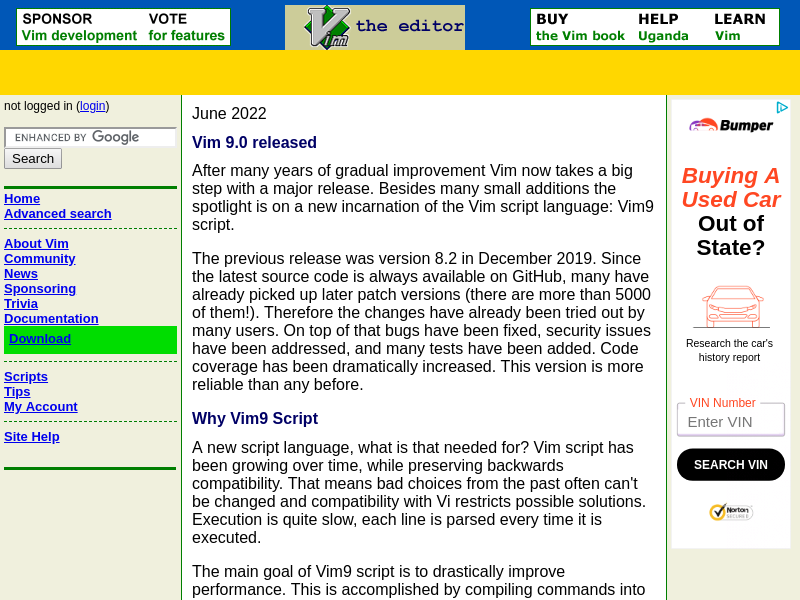 SPONSOR VOTE
Vim development for features
Vim the editor
BUY HELP LEARN
the Vim book Uganda Vim
not logged in (login)
ENHANCED BY Google
Search
Home
Advanced search
About Vim
Community
News
Sponsoring
Trivia
Documentation
Download
Scripts
Tips
My Account
Site Help
June 2022
Vim 9.0 released
After many years of gradual improvement Vim now takes a big
step with a major release. Besides many small additions the
spotlight is on a new incarnation of the Vim script language: Vim9
script.
The previous release was version 8.2 in December 2019. Since
the latest source code is always available on GitHub, many have
already picked up later patch versions (there are more than 5000
of them!). Therefore the changes have already been tried out by
many users. On top of that bugs have been fixed, security issues
have been addressed, and many tests have been added. Code
coverage has been dramatically increased. This version is more
reliable than any before.
Why Vim9 Script
A new script language, what is that needed for? Vim script has
been growing over time, while preserving backwards
compatibility. That means bad choices from the past often can't
be changed and compatibility with Vi restricts possible solutions.
Execution is quite slow, each line is parsed every time it is
executed.
The main goal of Vim9 script is to drastically improve
performance. This is accomplished by compiling commands into
Bumper
Buying A
Used Car
Out of
State?
Research the car's
history report
VIN Number
Enter VIN
SEARCH VIN
Norton
SECURED